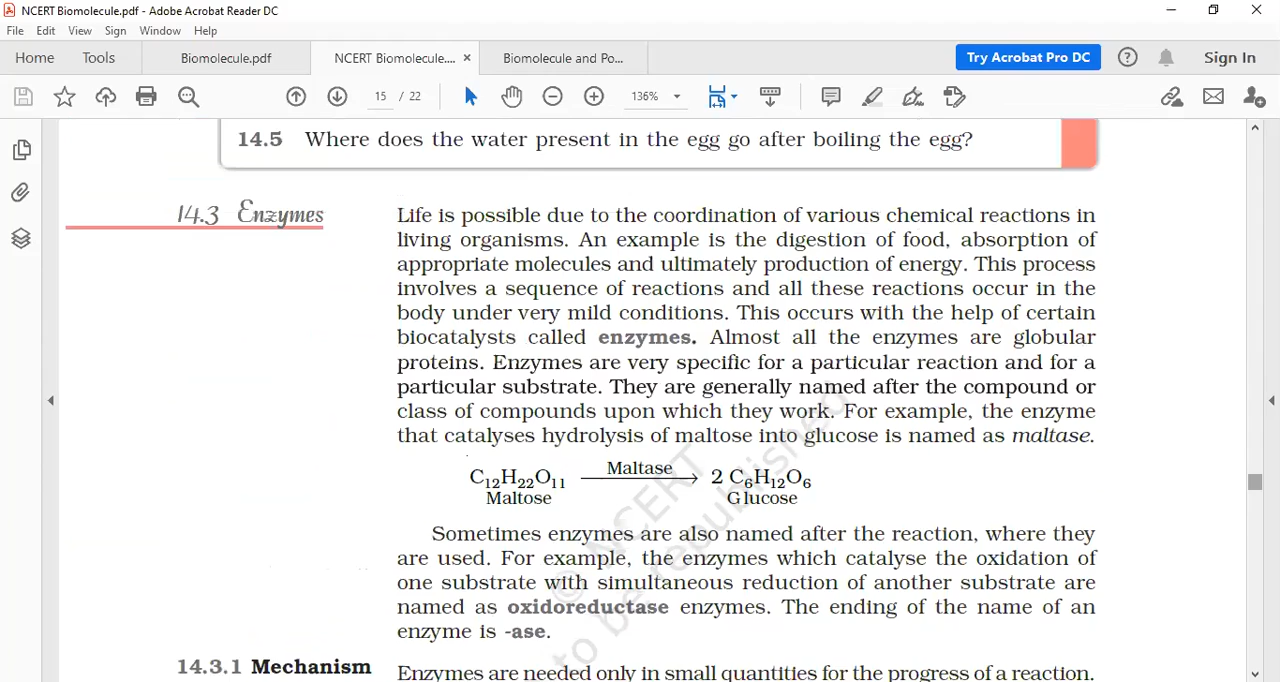 NCERT Biomolecule.pdf - Adobe Acrobat Reader DC
File Edit View Sign Window Help
Home Tools Biomolecule.pdf NCERT Biomolecule.... × Biomolecule and Po... Try Acrobat Pro DC Sign In
15 / 22 136%
14.5 Where does the water present in the egg go after boiling the egg?
14.3 Enzymes
Life is possible due to the coordination of various chemical reactions in
living organisms. An example is the digestion of food, absorption of
appropriate molecules and ultimately production of energy. This process
involves a sequence of reactions and all these reactions occur in the
body under very mild conditions. This occurs with the help of certain
biocatalysts called enzymes. Almost all the enzymes are globular
proteins. Enzymes are very specific for a particular reaction and for a
particular substrate. They are generally named after the compound or
class of compounds upon which they work. For example, the enzyme
that catalyses hydrolysis of maltose into glucose is named as maltase.
Maltase
C₁₂H₂₂O₁₁ ⟶ 2 C₆H₁₂O₆
Maltose Glucose
Sometimes enzymes are also named after the reaction, where they
are used. For example, the enzymes which catalyse the oxidation of
one substrate with simultaneous reduction of another substrate are
named as oxidoreductase enzymes. The ending of the name of an
enzyme is -ase.
14.3.1 Mechanism
Enzymes are needed only in small quantities for the progress of a reaction.
© NCERT
to be republished